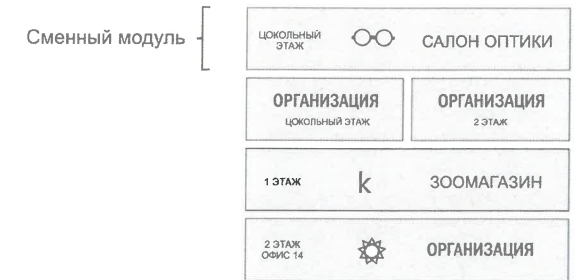 Сменный модуль
ЦОКОЛЬНЫЙ
ЭТАЖ
САЛОН ОПТИКИ
ОРГАНИЗАЦИЯ
ЦОКОЛЬНЫЙ ЭТАЖ
ОРГАНИЗАЦИЯ
2 ЭТАЖ
1 ЭТАЖ
k
ЗООМАГАЗИН
2 ЭТАЖ
ОФИС 14
ОРГАНИЗАЦИЯ